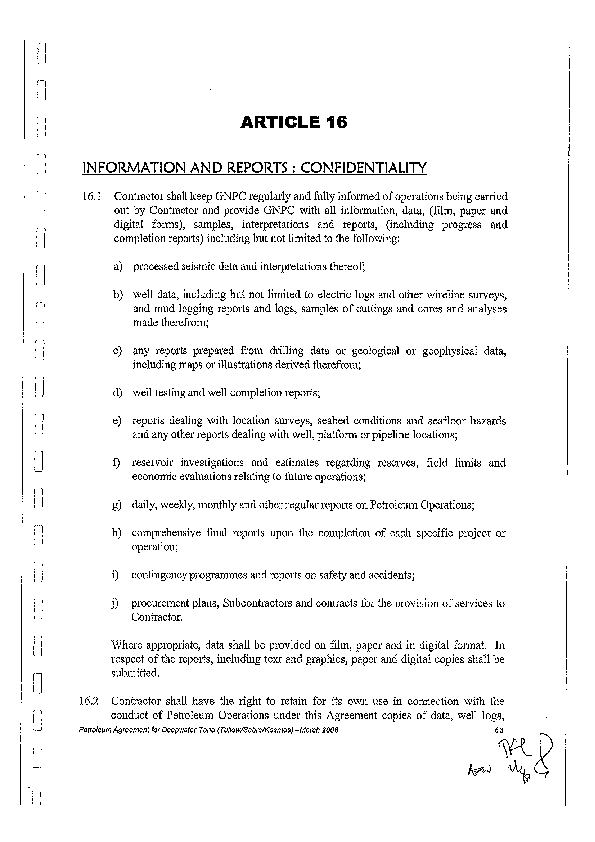 ARTICLE 16
INFORMATION AND REPORTS : CONFIDENTIALITY
16.1 Contractor shall keep GNPC regularly and fully informed of operations being carried
out by Contractor and provide GNPC with all information, data, (film, paper and
digital forms), samples, interpretations and reports, (including progress and
completion reports) including but not limited to the following:
a) processed seismic data and interpretations thereof;
b) well data, including but not limited to electric logs and other wireline surveys,
and mud logging reports and logs, samples of cuttings and cores and analyses
made therefrom;
c) any reports prepared from drilling data or geological or geophysical data,
including maps or illustrations derived therefrom;
d) well testing and well completion reports;
e) reports dealing with location surveys, seabed conditions and seafloor hazards
and any other reports dealing with well, platform or pipeline locations;
f) reservoir investigations and estimates regarding reserves, field limits and
economic evaluations relating to future operations;
g) daily, weekly, monthly and other regular reports on Petroleum Operations;
h) comprehensive final reports upon the completion of each specific project or
operation;
i) contingency programmes and reports on safety and accidents;
j) procurement plans, Subcontractors and contracts for the provision of services to
Contractor.
Where appropriate, data shall be provided on film, paper and in digital format. In
respect of the reports, including text and graphics, paper and digital copies shall be
submitted.
16.2 Contractor shall have the right to retain for its own use in connection with the
conduct of Petroleum Operations under this Agreement copies of data, well logs,
Petroleum Agreement for Deepwater Tano (Tullow/Sabre/Kosmos) – March 2006